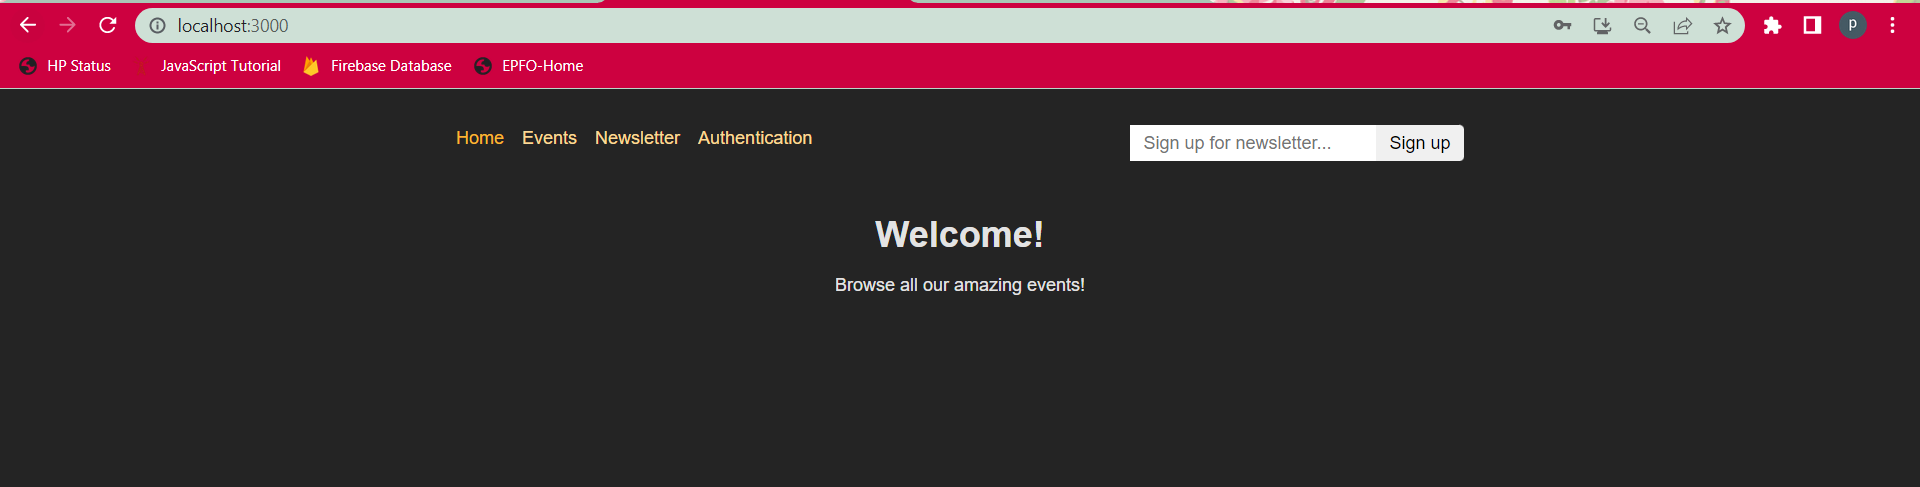 localhost:3000
p
HP Status JavaScript Tutorial Firebase Database EPFO-Home
Home Events Newsletter Authentication Sign up for newsletter... Sign up
Welcome!
Browse all our amazing events!